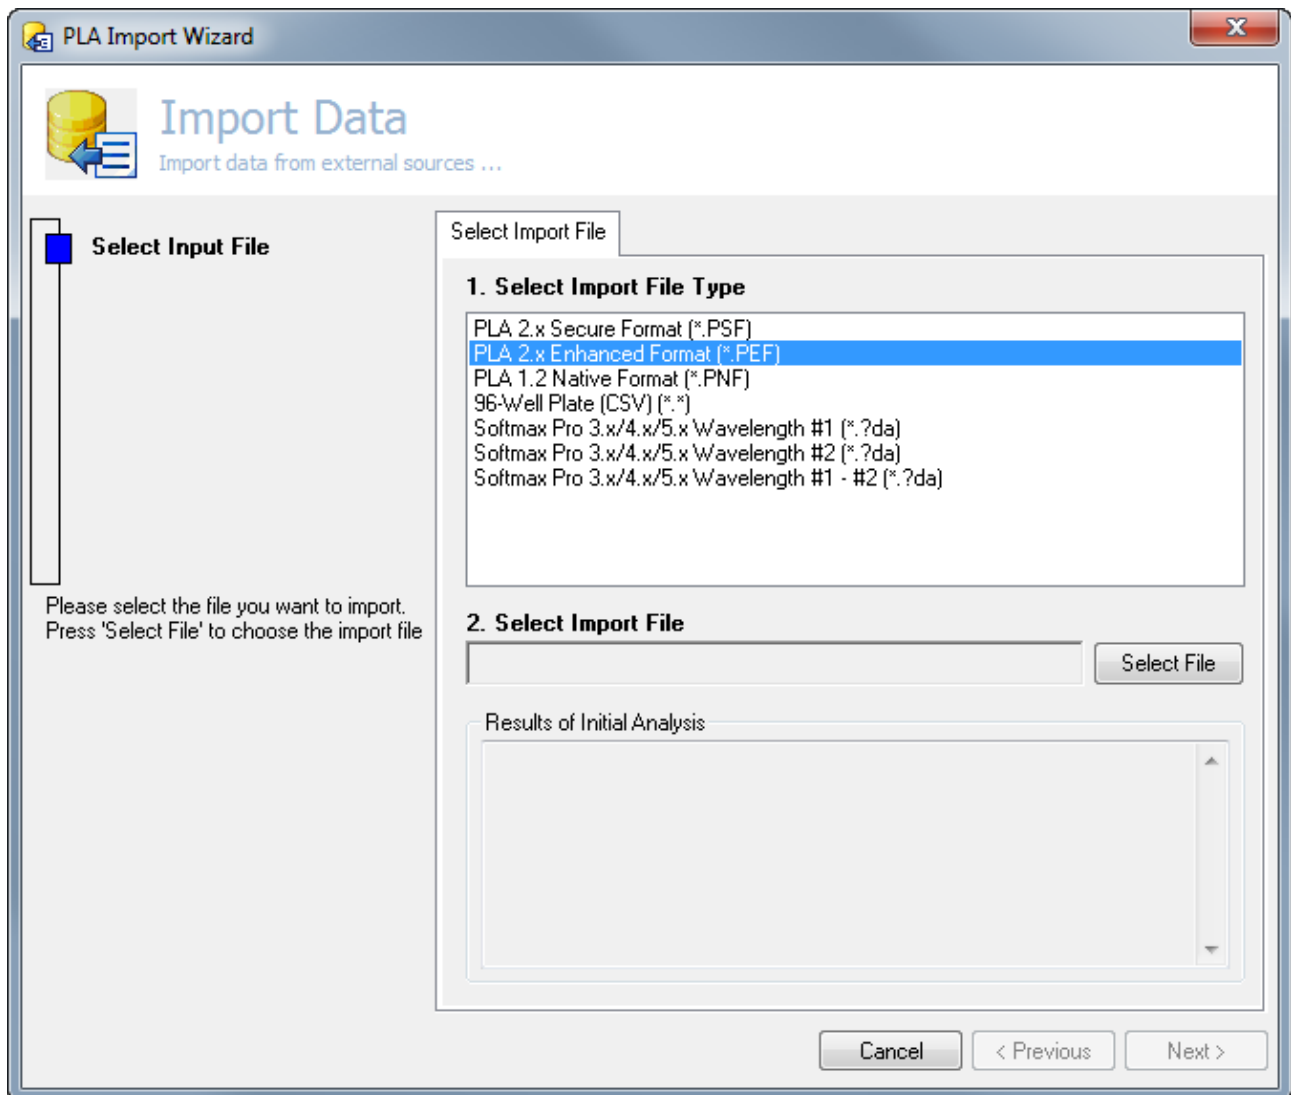 PLA Import Wizard
Import Data
Import data from external sources ...
Select Input File
Please select the file you want to import.
Press 'Select File' to choose the import file
Select Import File
1. Select Import File Type
PLA 2.x Secure Format (*.PSF)
PLA 2.x Enhanced Format (*.PEF)
PLA 1.2 Native Format (*.PNF)
96-Well Plate (CSV) (*.*)
Softmax Pro 3.x/4.x/5.x Wavelength #1 (*.?da)
Softmax Pro 3.x/4.x/5.x Wavelength #2 (*.?da)
Softmax Pro 3.x/4.x/5.x Wavelength #1 - #2 (*.?da)
2. Select Import File
Select File
Results of Initial Analysis
Cancel
< Previous
Next >